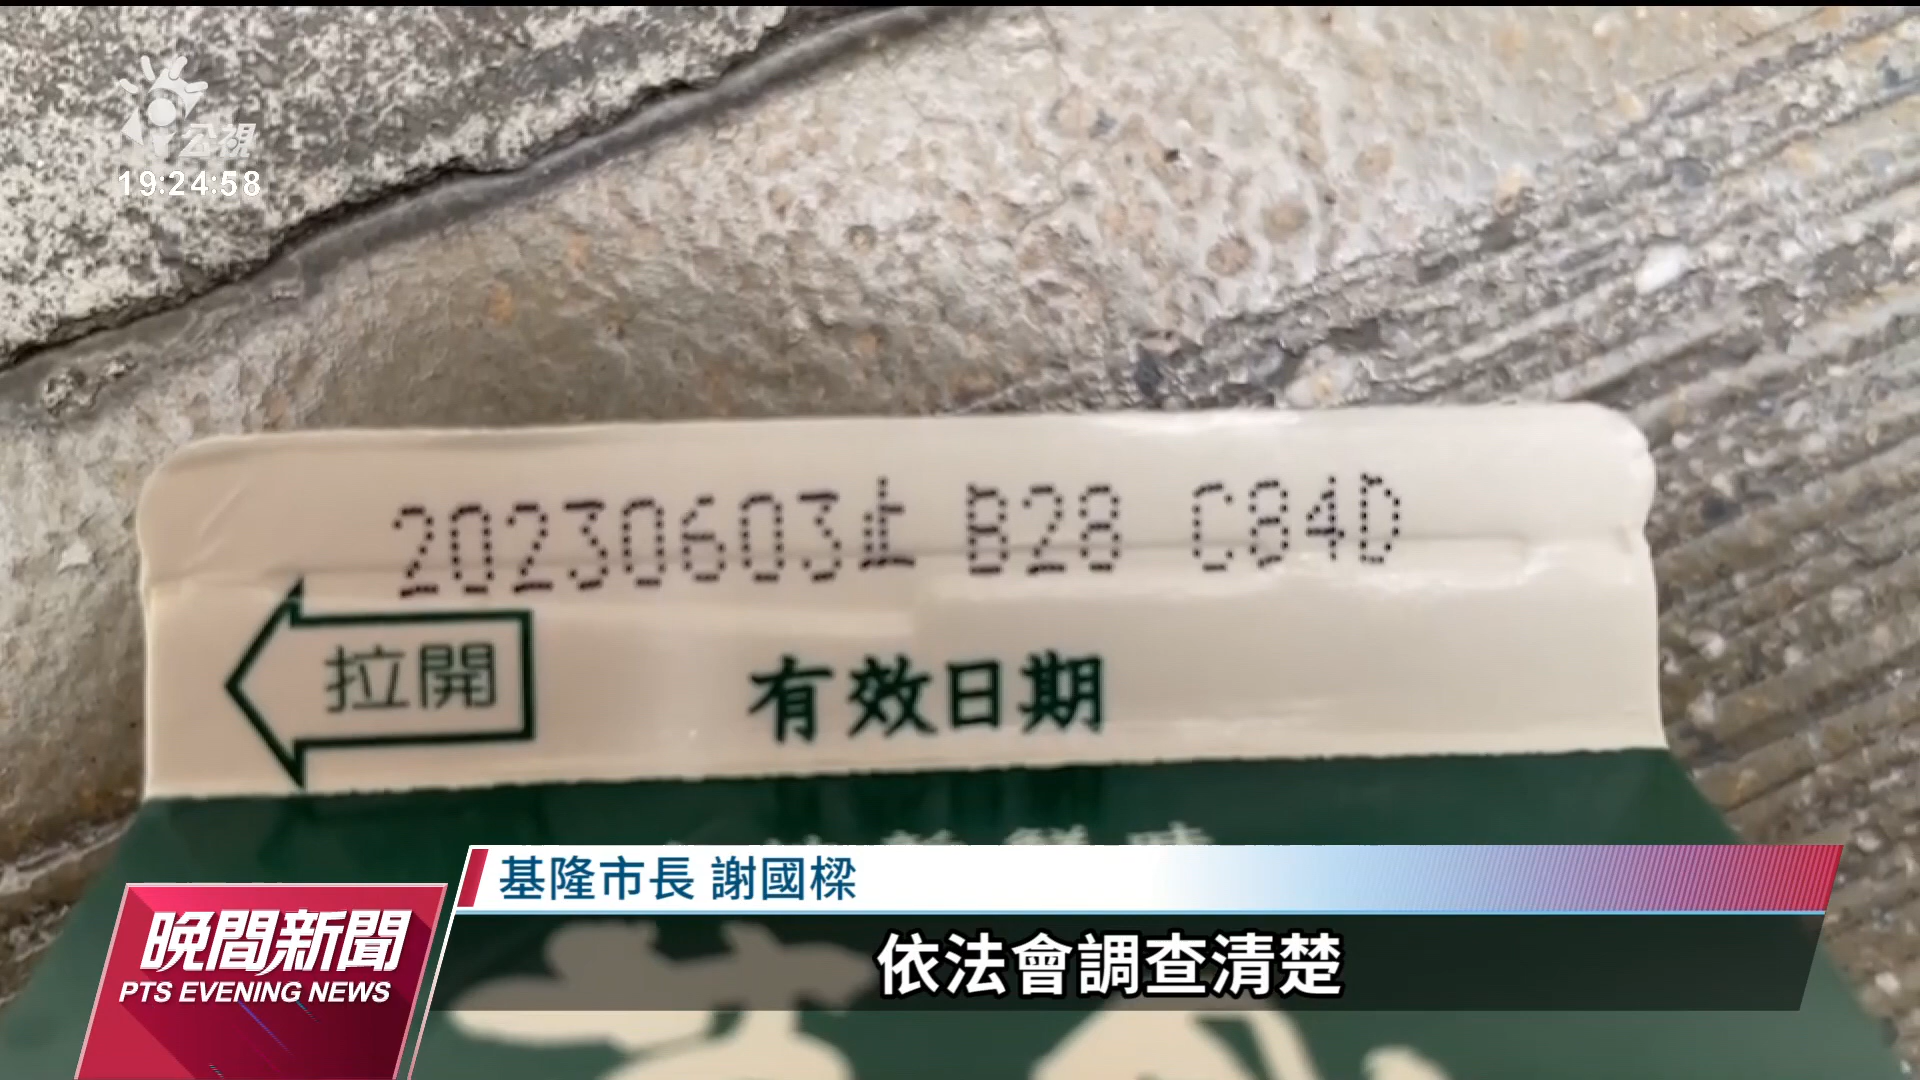 公視
19:24:58
20230603止 B28 C84D
拉開
有效日期
基隆市長 謝國樑
晚間新聞
PTS EVENING NEWS
依法會調查清楚